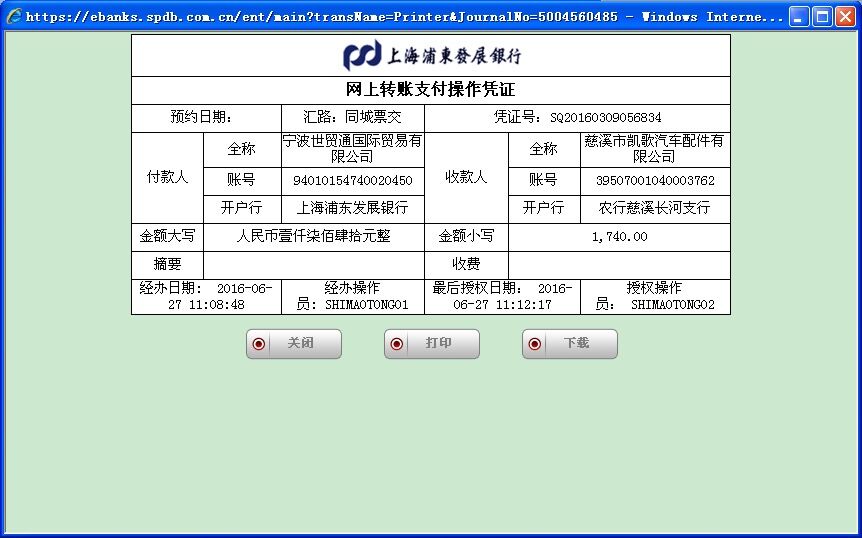 https://ebanks.spdb.com.cn/ent/main?transName=Printer&JournalNo=5004560485 - Windows Interne...
上海浦東發展銀行
网上转账支付操作凭证
预约日期： 汇路：同城票交 凭证号：SQ20160309056834
付款人 全称 宁波世贸通国际贸易有
限公司 收款人 全称 慈溪市凯歌汽车配件有
限公司
账号 94010154740020450 账号 39507001040003762
开户行 上海浦东发展银行 开户行 农行慈溪长河支行
金额大写 人民币壹仟柒佰肆拾元整 金额小写 1,740.00
摘要 收费
经办日期： 2016-06-
27 11:08:48 经办操作
员：SHIMAOTONG01 最后授权日期： 2016-
06-27 11:12:17 授权操作
员： SHIMAOTONG02
关闭 打印 下载